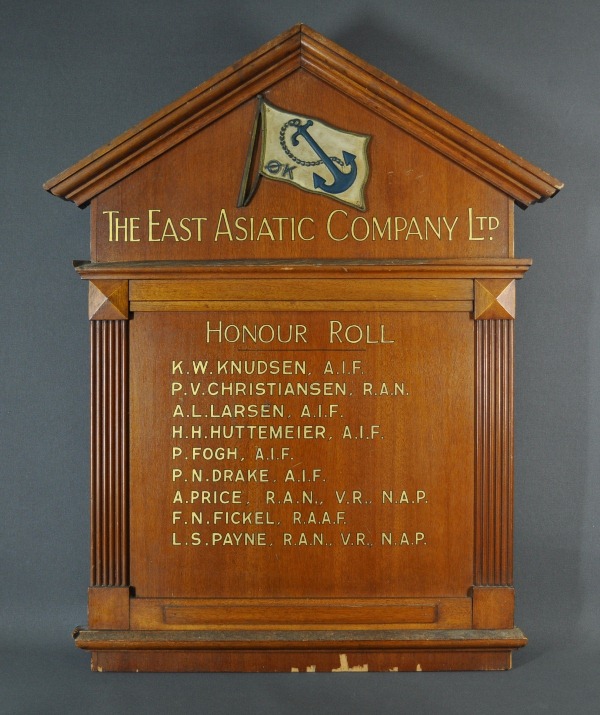 ØK
THE EAST ASIATIC COMPANY LTD.
HONOUR ROLL
K.W.KNUDSEN, A.I.F.
P.V.CHRISTIANSEN, R.A.N.
A.L.LARSEN, A.I.F.
H.H.HUTTEMEIER, A.I.F.
P.FOGH, A.I.F.
P.N.DRAKE, A.I.F.
A.PRICE, R.A.N., V.R., N.A.P.
F.N.FICKEL, R.A.A.F.
L.S.PAYNE, R.A.N., V.R., N.A.P.